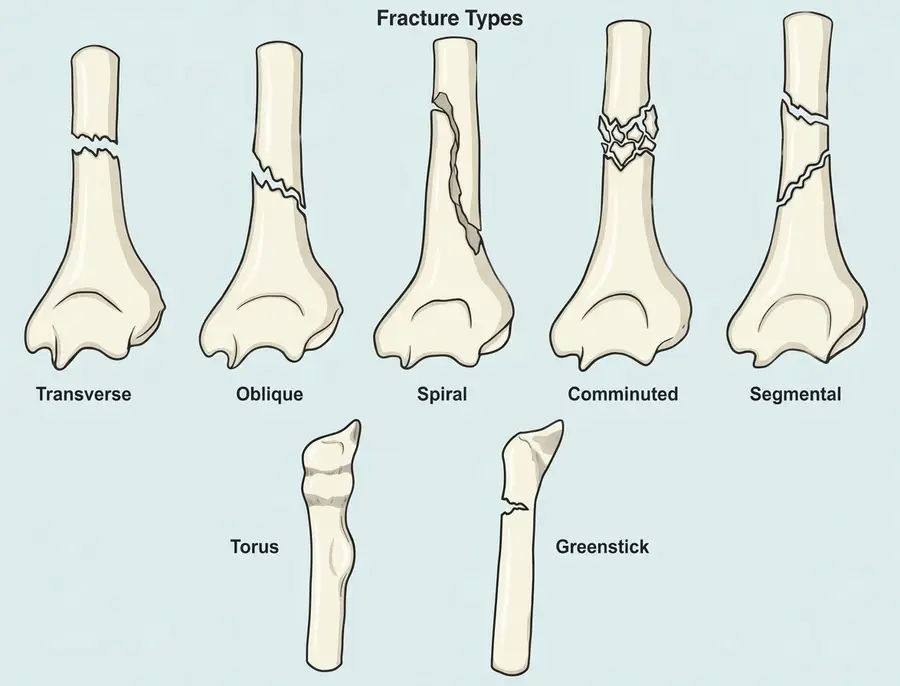 Fracture Types
Transverse
Oblique
Spiral
Comminuted
Segmental
Torus
Greenstick